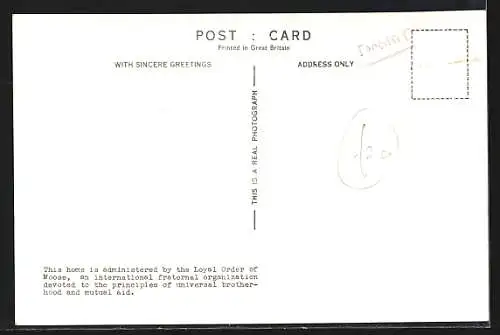 POST : CARD
Printed in Great Britain
WITH SINCERE GREETINGS
ADDRESS ONLY
THIS IS A REAL PHOTOGRAPH
This home is administered by the Loyal Order of
Moose, an international fraternal organization
devoted to the principles of universal brother-
hood and mutual aid.